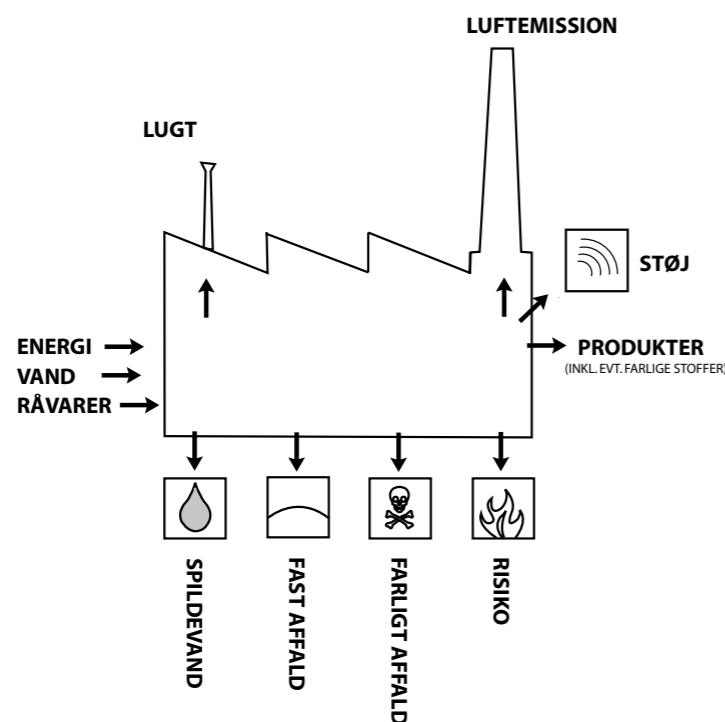 LUFTEMISSION
LUGT
STØJ
ENERGI
VAND
RÅVARER
PRODUKTER
(INKL. EVT. FARLIGE STOFFER)
SPILDEVAND
FAST AFFALD
FARLIGT AFFALD
RISIKO